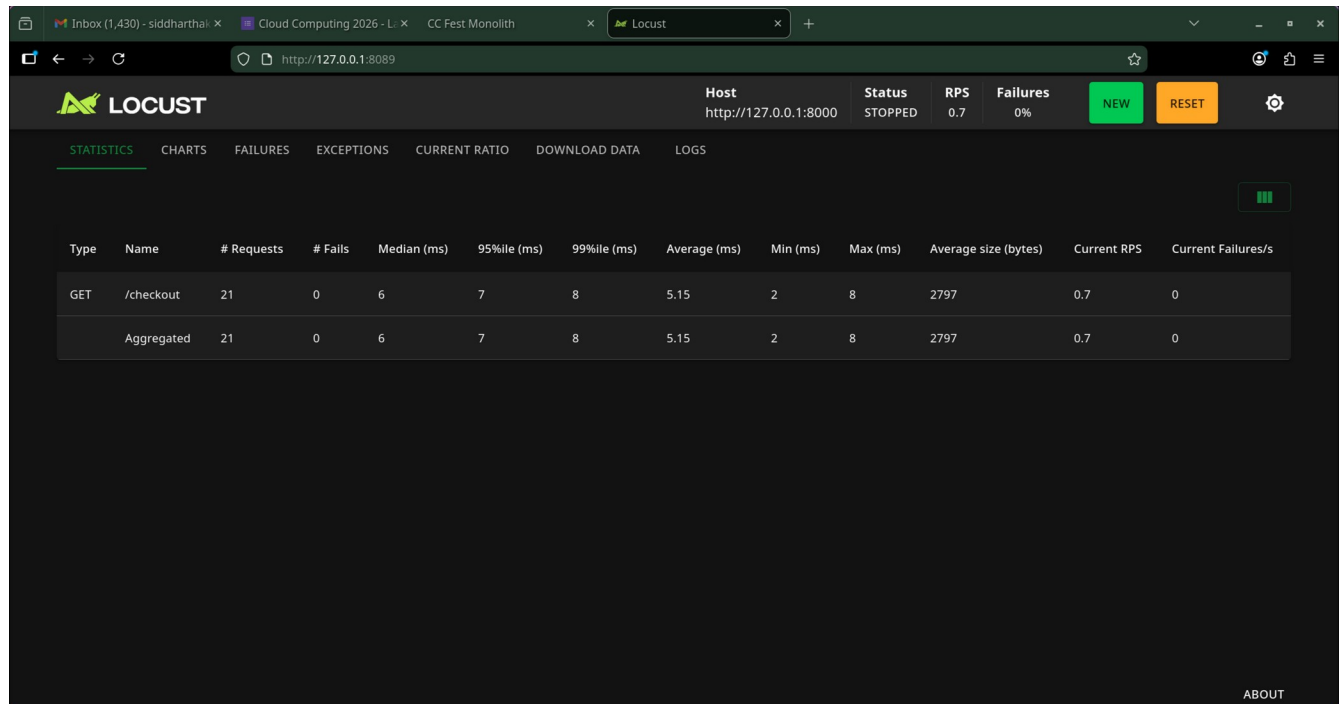 Inbox (1,430) - siddharthak Cloud Computing 2026 - La CC Fest Monolith Locust
http://127.0.0.1:8089
LOCUST
Host Status RPS Failures
http://127.0.0.1:8000 STOPPED 0.7 0%
NEW RESET
STATISTICS CHARTS FAILURES EXCEPTIONS CURRENT RATIO DOWNLOAD DATA LOGS
Type Name # Requests # Fails Median (ms) 95%ile (ms) 99%ile (ms) Average (ms) Min (ms) Max (ms) Average size (bytes) Current RPS Current Failures/s
GET /checkout 21 0 6 7 8 5.15 2 8 2797 0.7 0
Aggregated 21 0 6 7 8 5.15 2 8 2797 0.7 0
ABOUT